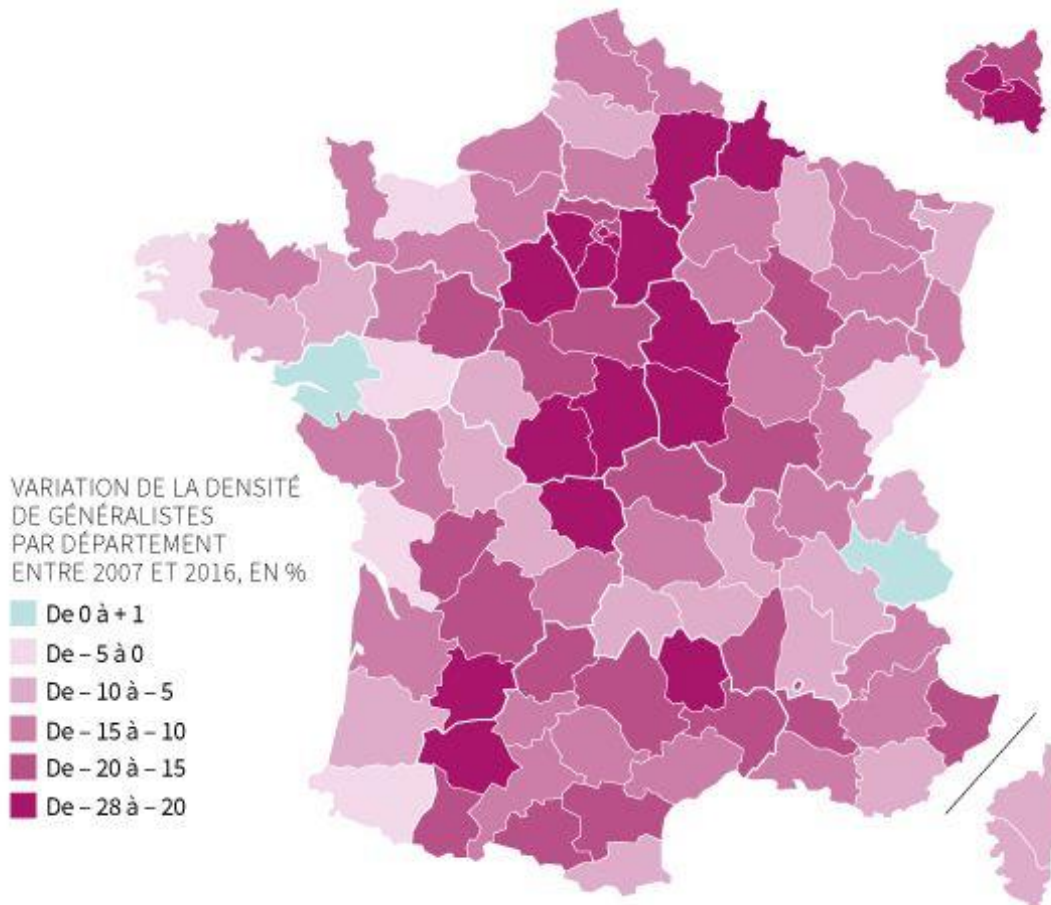 VARIATION DE LA DENSITÉ
DE GÉNÉRALISTES
PAR DÉPARTEMENT
ENTRE 2007 ET 2016, EN %
De 0 à + 1
De – 5 à 0
De – 10 à – 5
De – 15 à – 10
De – 20 à – 15
De – 28 à – 20